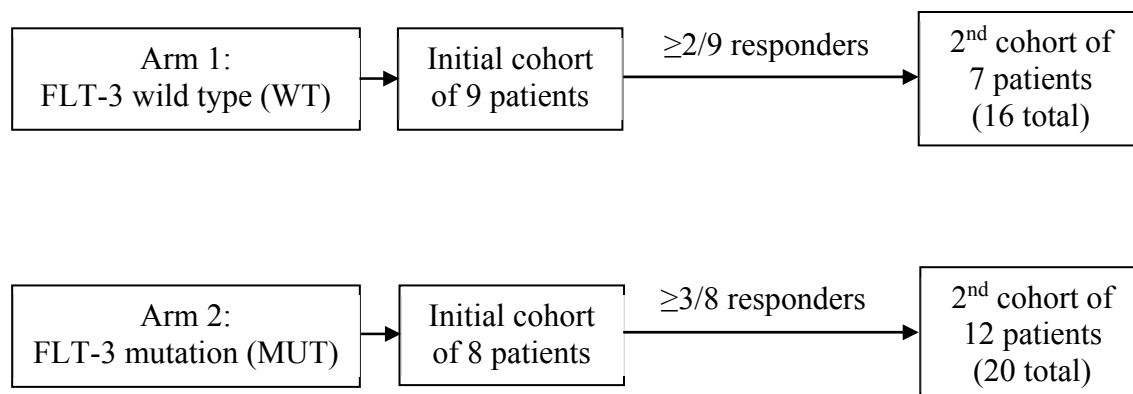 Arm 1:
FLT-3 wild type (WT)
Initial cohort
of 9 patients
≥2/9 responders
2nd cohort of
7 patients
(16 total)
Arm 2:
FLT-3 mutation (MUT)
Initial cohort
of 8 patients
≥3/8 responders
2nd cohort of
12 patients
(20 total)